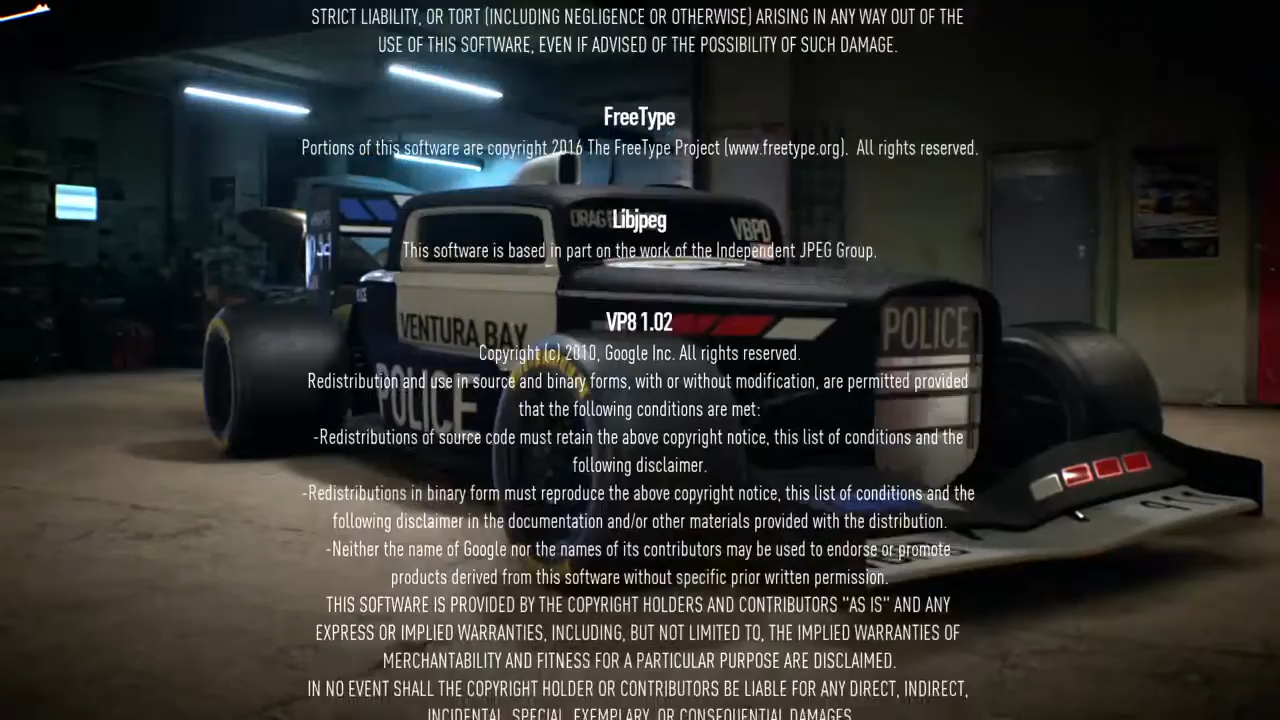 STRICT LIABILITY, OR TORT (INCLUDING NEGLIGENCE OR OTHERWISE) ARISING IN ANY WAY OUT OF THE
USE OF THIS SOFTWARE, EVEN IF ADVISED OF THE POSSIBILITY OF SUCH DAMAGE.
FreeType
Portions of this software are copyright 2016 The FreeType Project (www.freetype.org). All rights reserved.
Libjpeg
This software is based in part on the work of the Independent JPEG Group.
VP8 1.02
Copyright (c) 2010, Google Inc. All rights reserved.
Redistribution and use in source and binary forms, with or without modification, are permitted provided
that the following conditions are met:
-Redistributions of source code must retain the above copyright notice, this list of conditions and the
following disclaimer.
-Redistributions in binary form must reproduce the above copyright notice, this list of conditions and the
following disclaimer in the documentation and/or other materials provided with the distribution.
-Neither the name of Google nor the names of its contributors may be used to endorse or promote
products derived from this software without specific prior written permission.
THIS SOFTWARE IS PROVIDED BY THE COPYRIGHT HOLDERS AND CONTRIBUTORS "AS IS" AND ANY
EXPRESS OR IMPLIED WARRANTIES, INCLUDING, BUT NOT LIMITED TO, THE IMPLIED WARRANTIES OF
MERCHANTABILITY AND FITNESS FOR A PARTICULAR PURPOSE ARE DISCLAIMED.
IN NO EVENT SHALL THE COPYRIGHT HOLDER OR CONTRIBUTORS BE LIABLE FOR ANY DIRECT, INDIRECT,
INCIDENTAL, SPECIAL, EXEMPLARY, OR CONSEQUENTIAL DAMAGES
DRAG
VBPD
VENTURA BAY
POLICE
POLICE
911